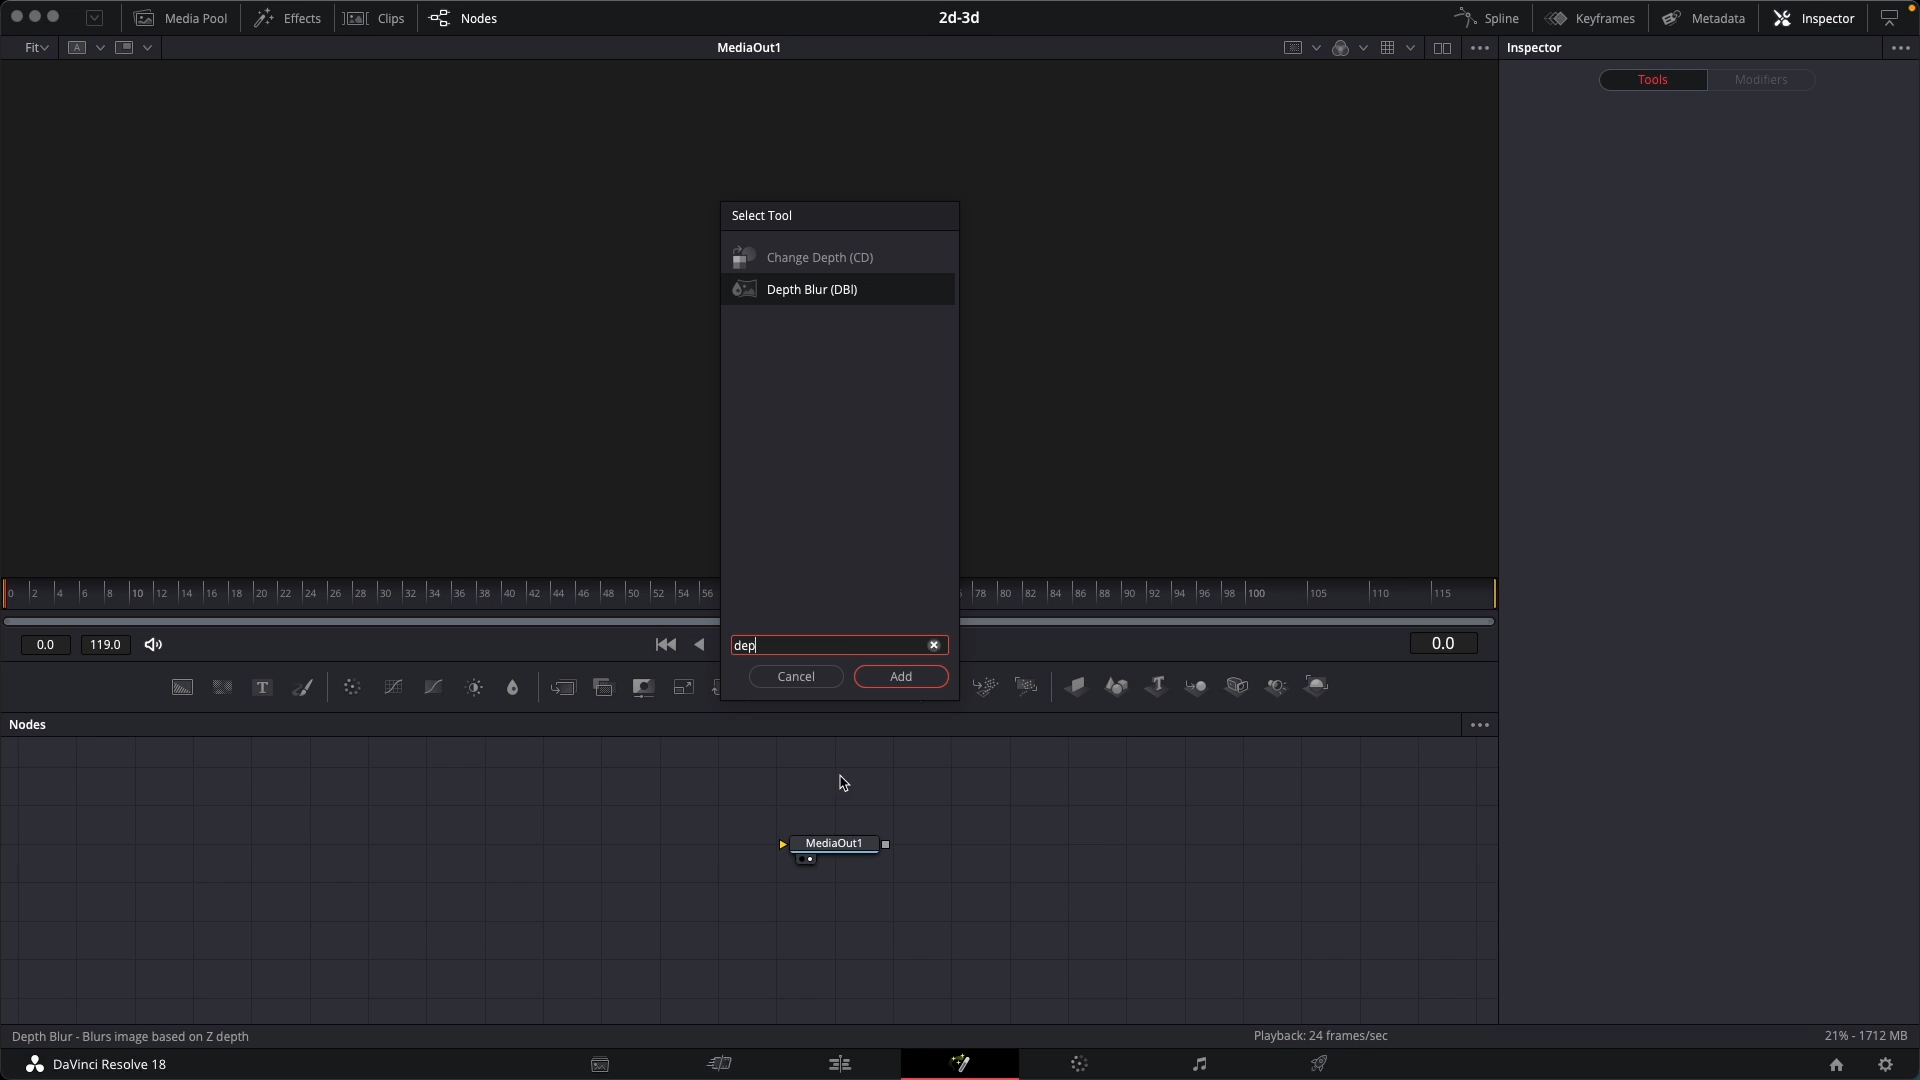 Media Pool Effects Clips Nodes 2d-3d Spline Keyframes Metadata Inspector
Fit A MediaOut1 Inspector
Tools Modifiers
Select Tool
Change Depth (CD)
Depth Blur (DBl)
0 2 4 6 8 10 12 14 16 18 20 22 24 26 28 30 32 34 36 38 40 42 44 46 48 50 52 54 56 78 80 82 84 86 88 90 92 94 96 98 100 105 110 115
0.0 119.0 dep 0.0
Cancel Add
Nodes
MediaOut1
Depth Blur - Blurs image based on Z depth Playback: 24 frames/sec 21% - 1712 MB
DaVinci Resolve 18